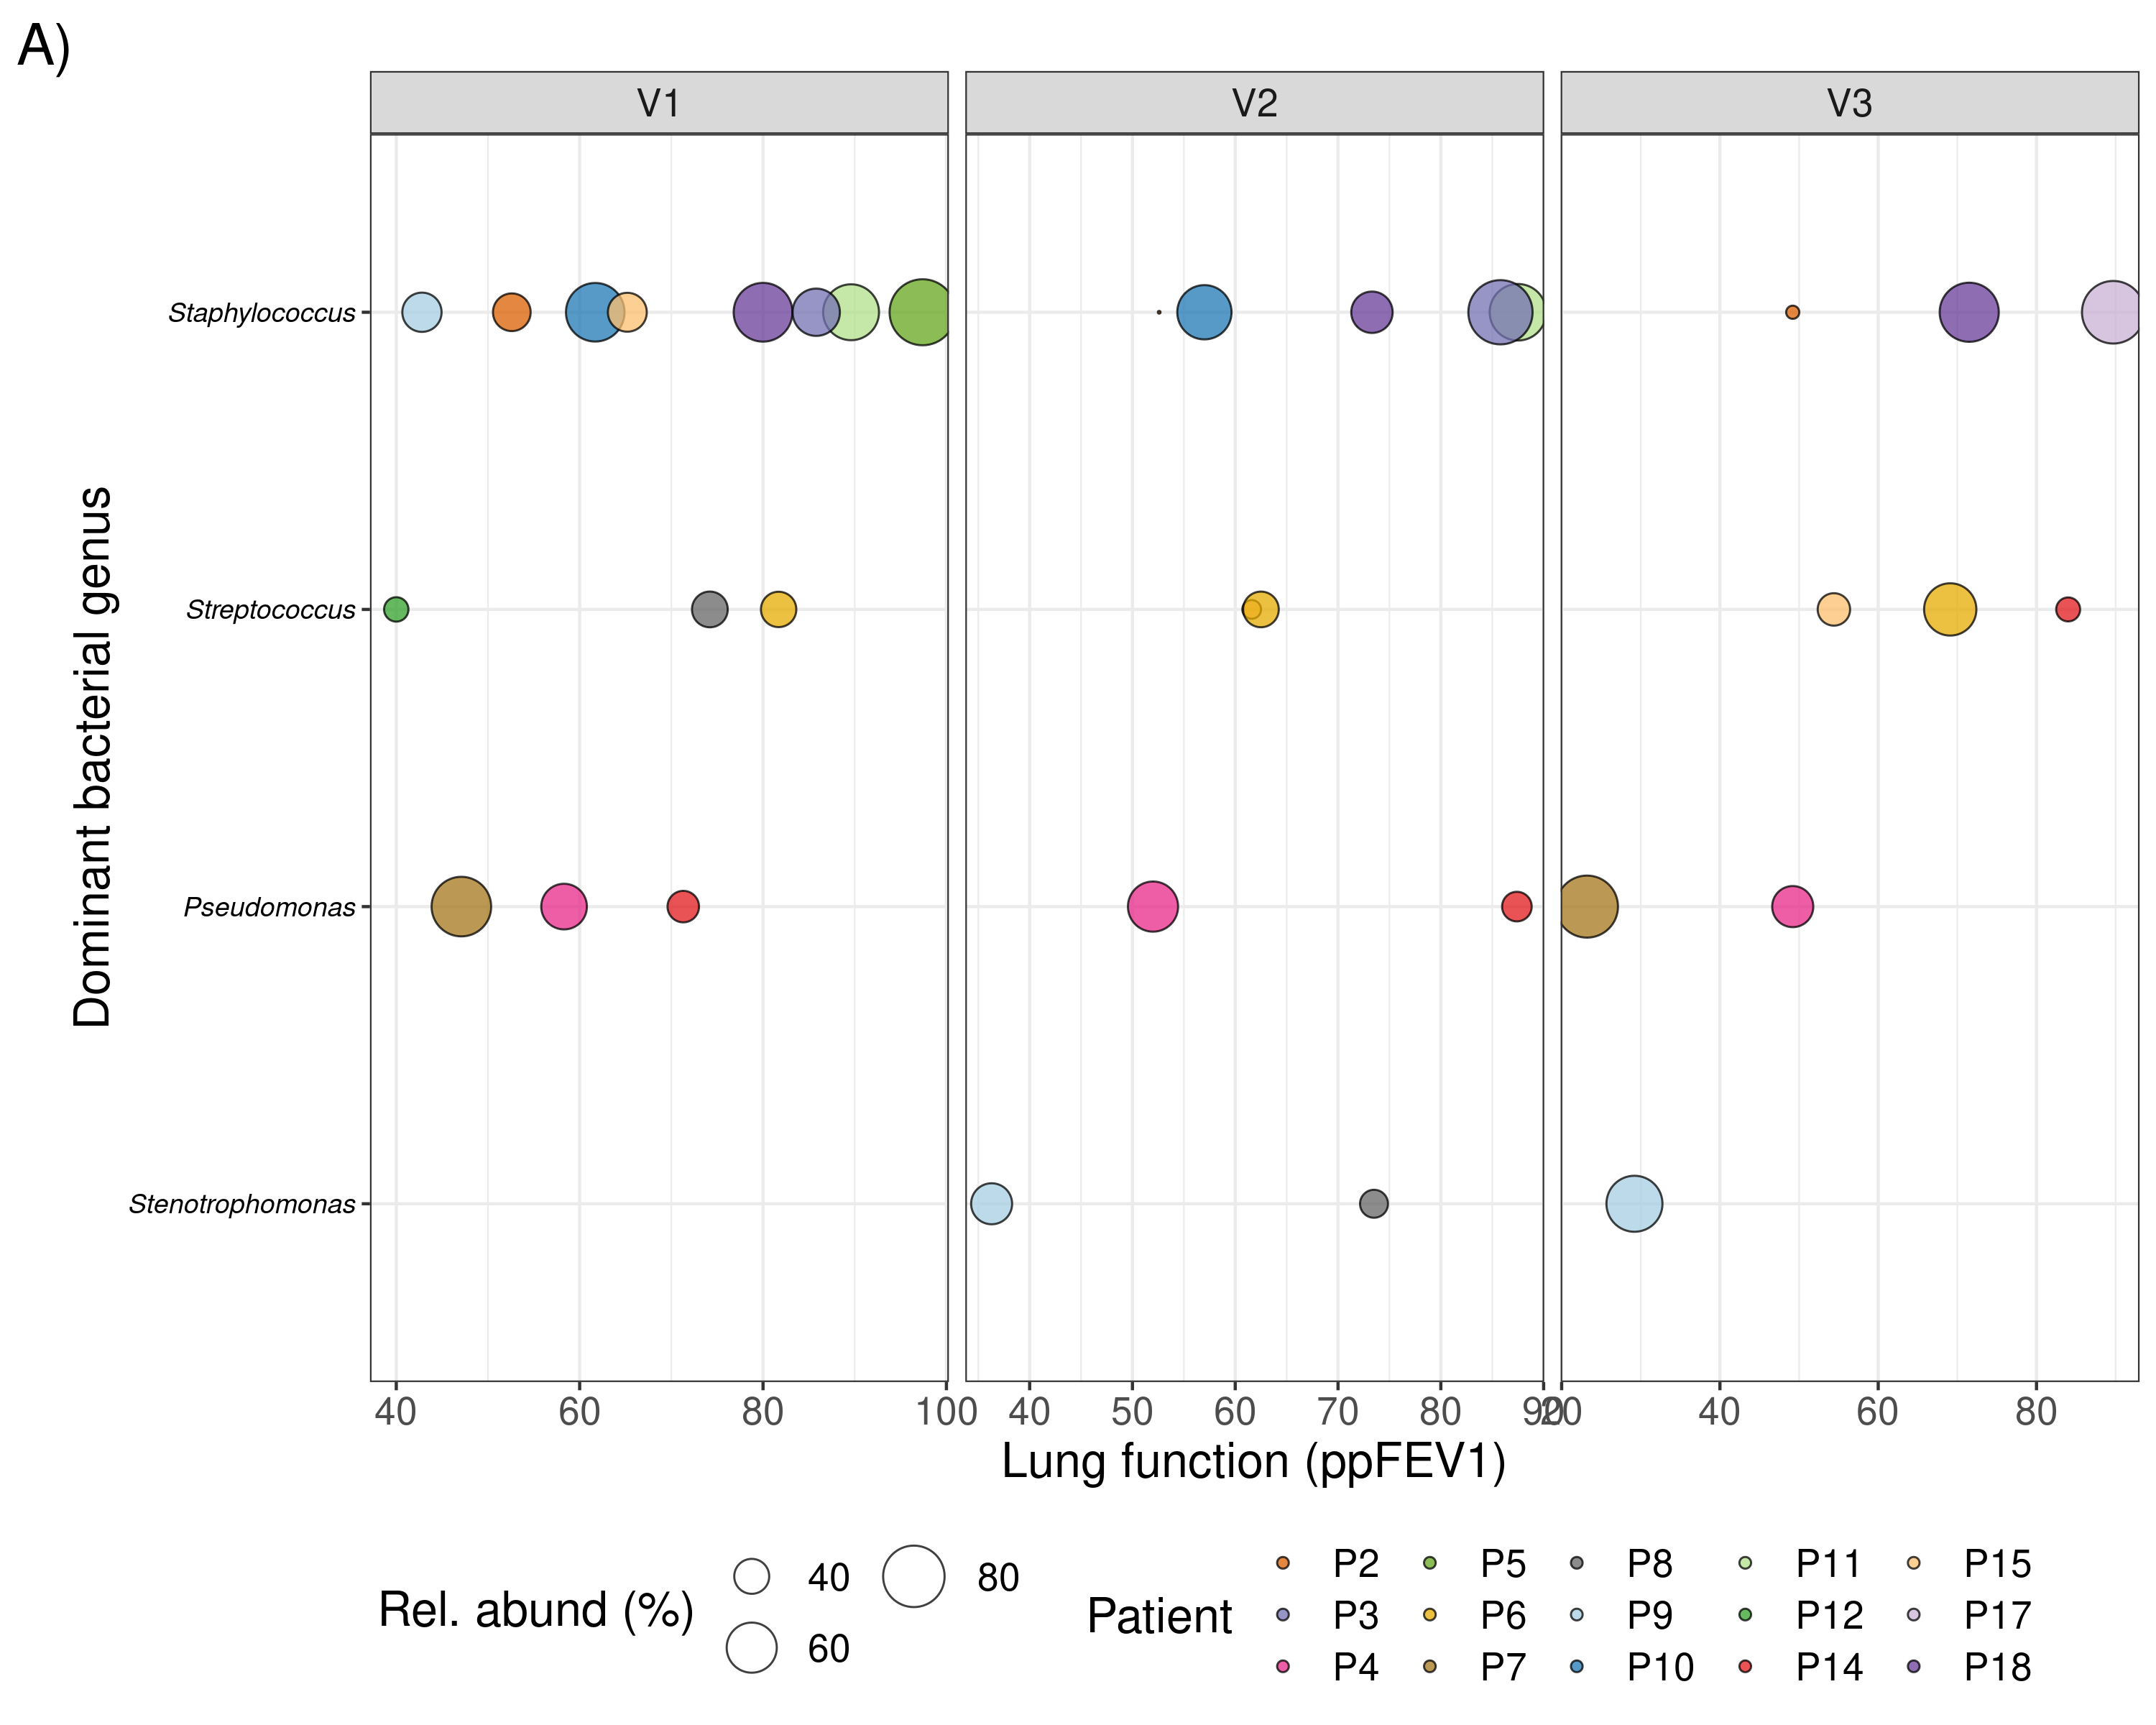 A)
V1 V2 V3
Dominant bacterial genus
Staphylococcus
Streptococcus
Pseudomonas
Stenotrophomonas
40 60 80 100 40 50 60 70 80 90 20 40 60 80
Lung function (ppFEV1)
Rel. abund (%)
40 80
60
Patient
P2 P5 P8 P11 P15
P3 P6 P9 P12 P17
P4 P7 P10 P14 P18